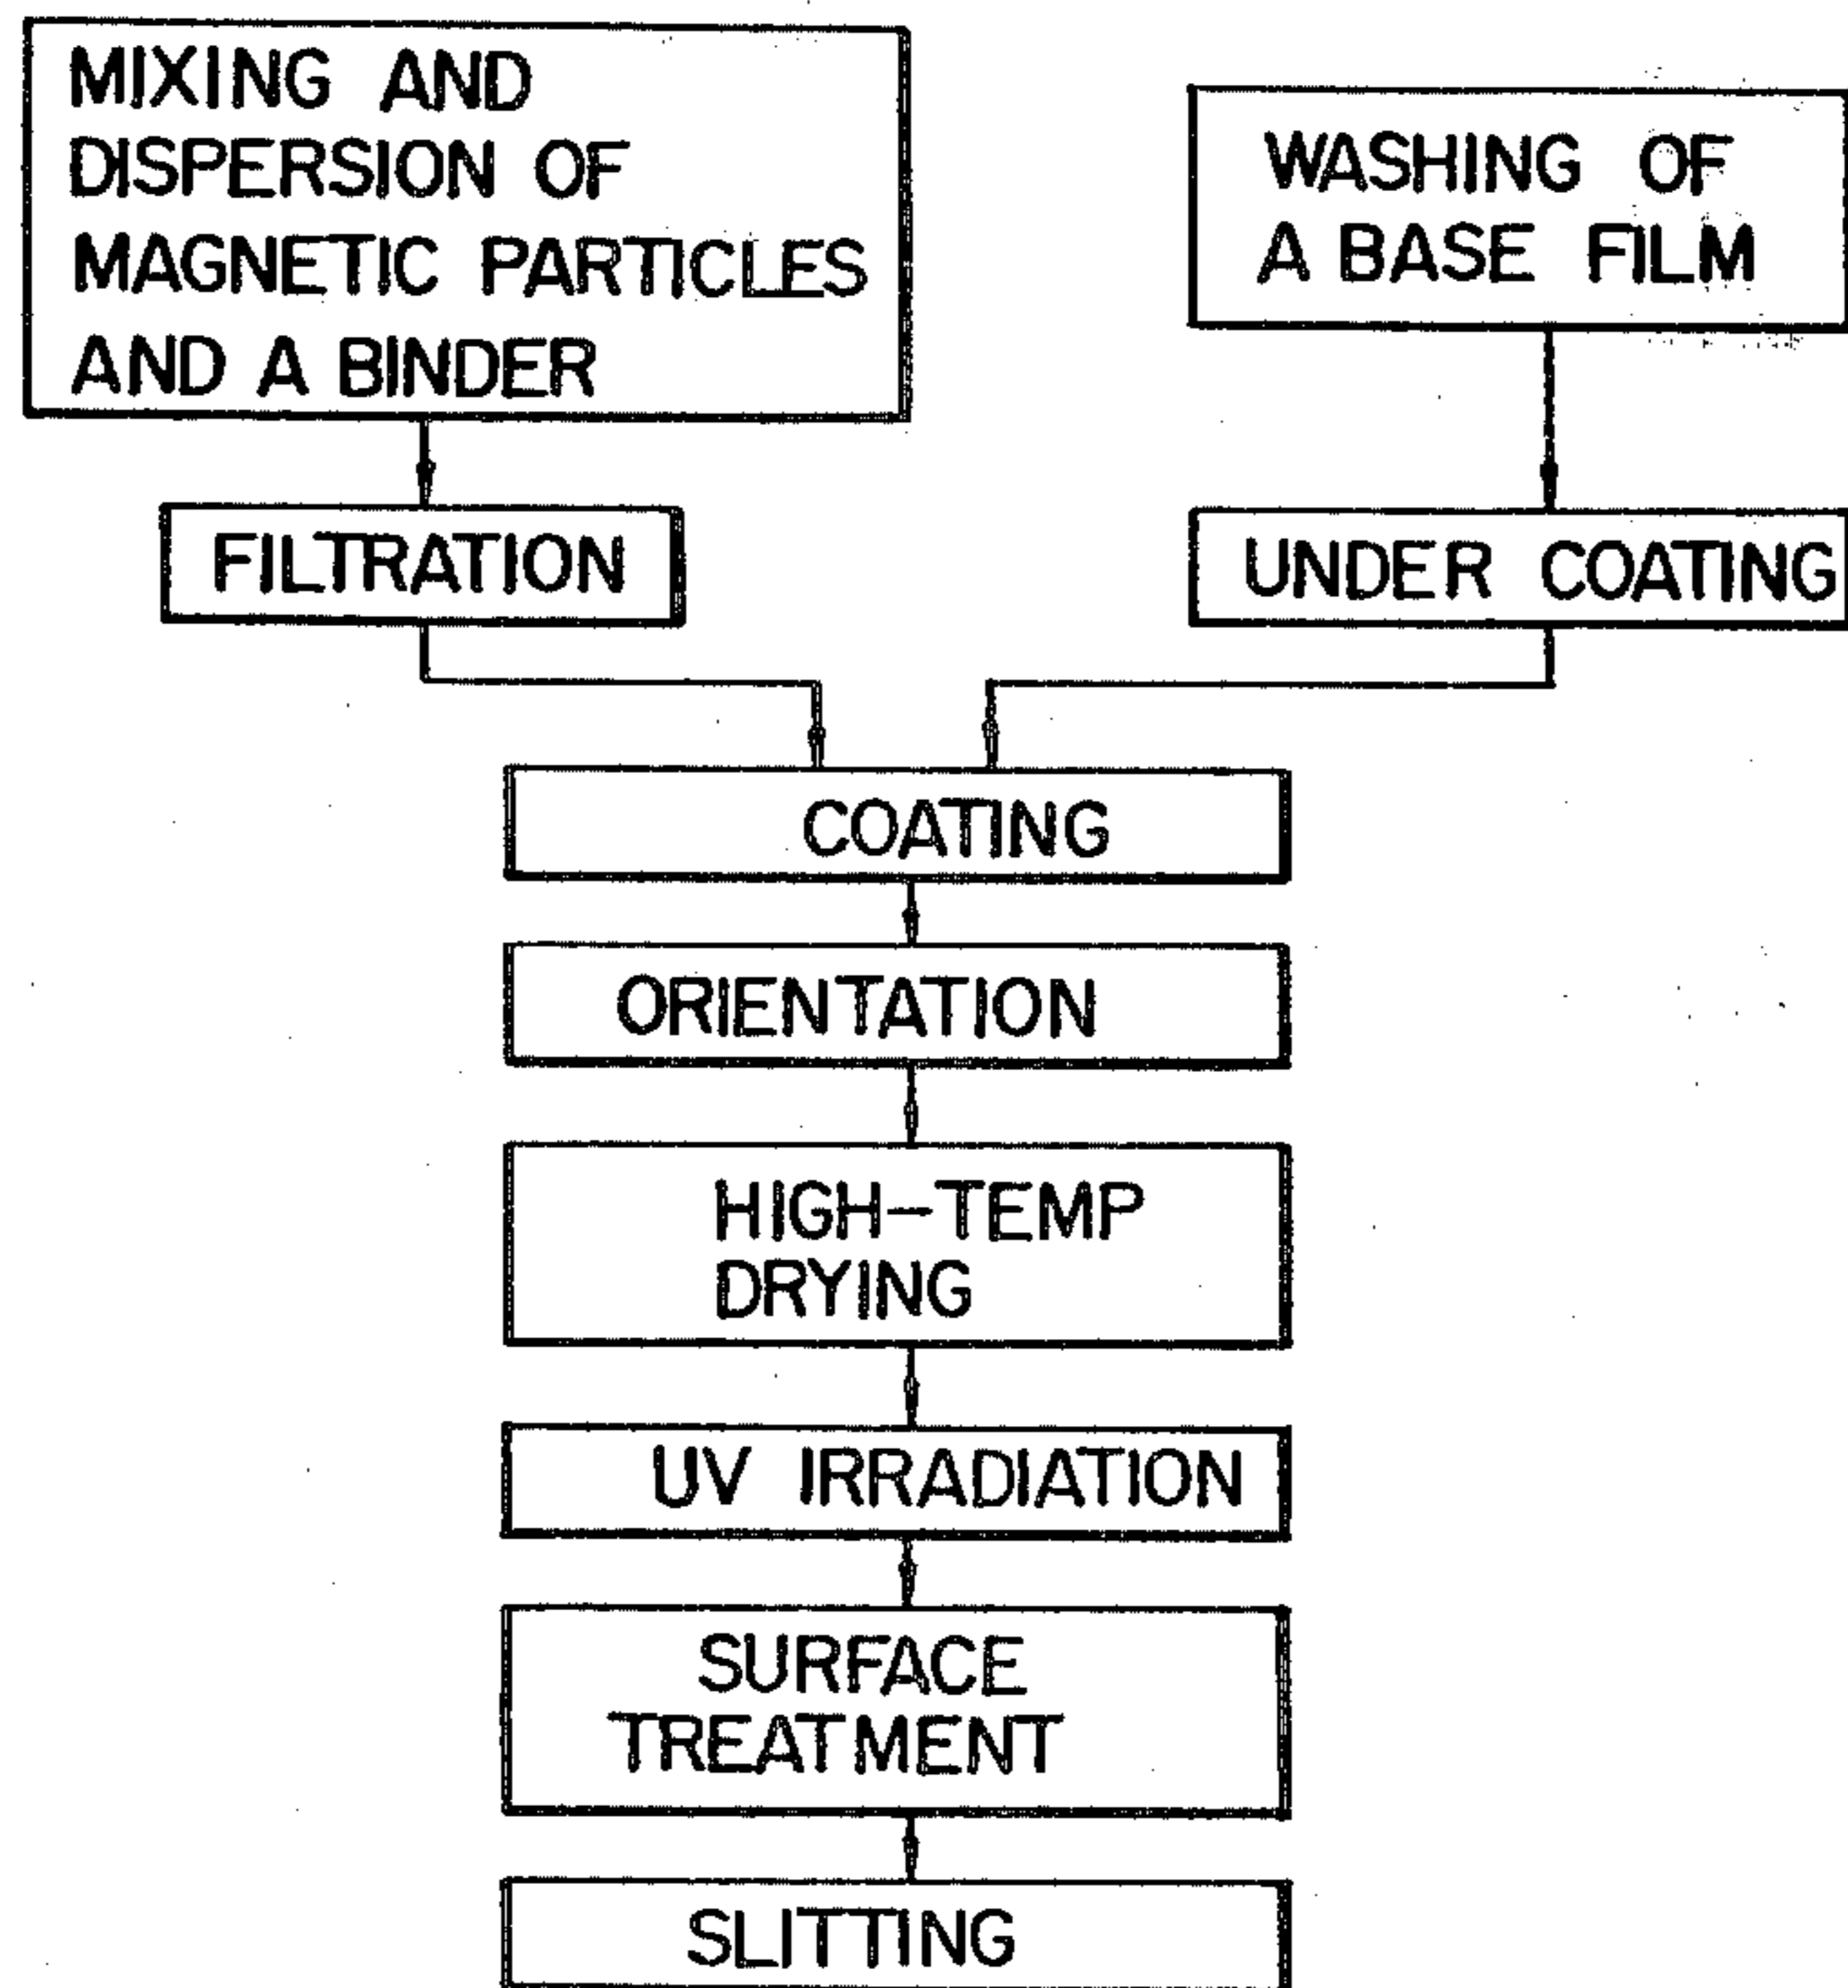 MIXING AND
DISPERSION OF
MAGNETIC PARTICLES
AND A BINDER
WASHING OF
A BASE FILM
FILTRATION
UNDER COATING
COATING
ORIENTATION
HIGH-TEMP
DRYING
UV IRRADIATION
SURFACE
TREATMENT
SLITTING